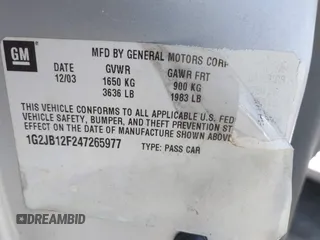 GM
MFD BY GENERAL MOTORS CORP
12/03
GVWR
GAWR FRT
1650 KG
900 KG
3636 LB
1983 LB
THIS VEHICLE CONFORMS TO ALL APPLICABLE U.S. FED
VEHICLE SAFETY, BUMPER, AND THEFT PREVENTION ST
EFFECT ON THE DATE OF MANUFACTURE SHOWN ABOVE.
1G2JB12F247265977
TYPE: PASS CAR
AUTOBIDMASTER